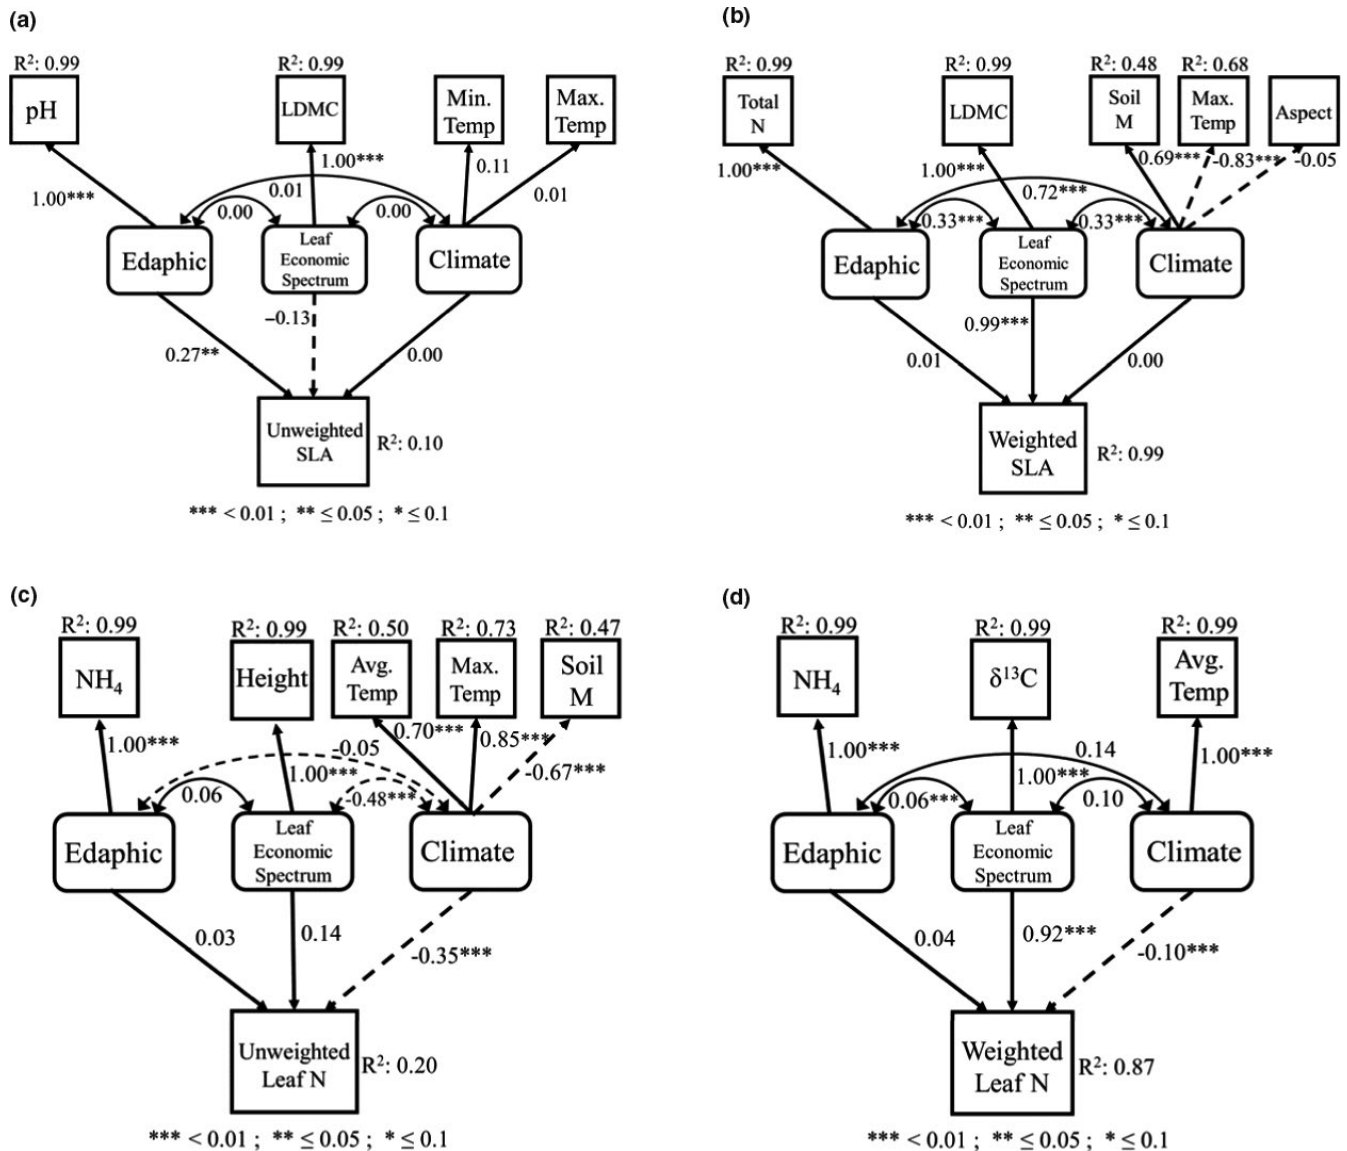 (a)
R²: 0.99
R²: 0.99
pH
LDMC
Min.
Temp
Max.
Temp
1.00***
1.00***
0.11
0.01
0.01
0.00
0.00
Edaphic
Leaf
Economic
Spectrum
Climate
–0.13
0.27**
0.00
Unweighted
SLA
R²: 0.10
*** < 0.01 ; ** ≤ 0.05 ; * ≤ 0.1
(b)
R²: 0.99
R²: 0.99
R²: 0.48
R²: 0.68
Total
N
LDMC
Soil
M
Max.
Temp
Aspect
1.00***
1.00***
0.69***
-0.83***
-0.05
0.72***
0.33***
0.33***
Edaphic
Leaf
Economic
Spectrum
Climate
0.99***
0.01
0.00
Weighted
SLA
R²: 0.99
*** < 0.01 ; ** ≤ 0.05 ; * ≤ 0.1
(c)
R²: 0.99
R²: 0.99
R²: 0.50
R²: 0.73
R²: 0.47
NH₄
Height
Avg.
Temp
Max.
Temp
Soil
M
1.00***
0.70***
0.85***
-0.05
1.00***
-0.67***
0.06
-0.48***
Edaphic
Leaf
Economic
Spectrum
Climate
0.03
0.14
-0.35***
Unweighted
Leaf N
R²: 0.20
*** < 0.01 ; ** ≤ 0.05 ; * ≤ 0.1
(d)
R²: 0.99
R²: 0.99
R²: 0.99
NH₄
δ¹³C
Avg.
Temp
1.00***
0.14
1.00***
1.00***
0.06***
0.10
Edaphic
Leaf
Economic
Spectrum
Climate
0.04
0.92***
-0.10***
Weighted
Leaf N
R²: 0.87
*** < 0.01 ; ** ≤ 0.05 ; * ≤ 0.1